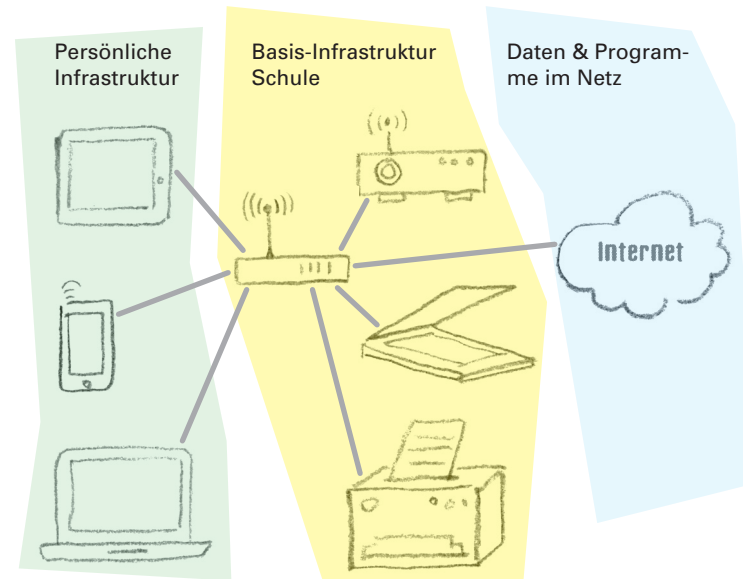 Persönliche
Infrastruktur
Basis-Infrastruktur
Schule
Daten & Program-
me im Netz
Internet